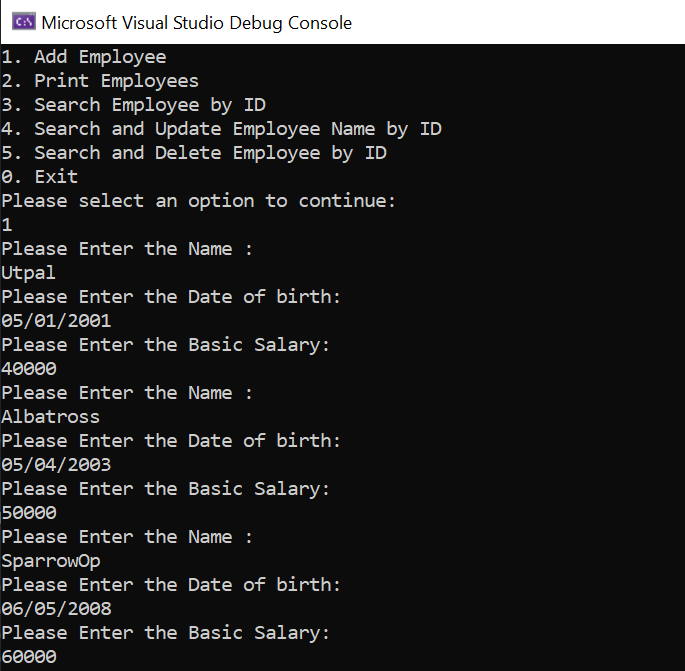 Microsoft Visual Studio Debug Console
1. Add Employee
2. Print Employees
3. Search Employee by ID
4. Search and Update Employee Name by ID
5. Search and Delete Employee by ID
0. Exit
Please select an option to continue:
1
Please Enter the Name :
Utpal
Please Enter the Date of birth:
05/01/2001
Please Enter the Basic Salary:
40000
Please Enter the Name :
Albatross
Please Enter the Date of birth:
05/04/2003
Please Enter the Basic Salary:
50000
Please Enter the Name :
SparrowOp
Please Enter the Date of birth:
06/05/2008
Please Enter the Basic Salary:
60000